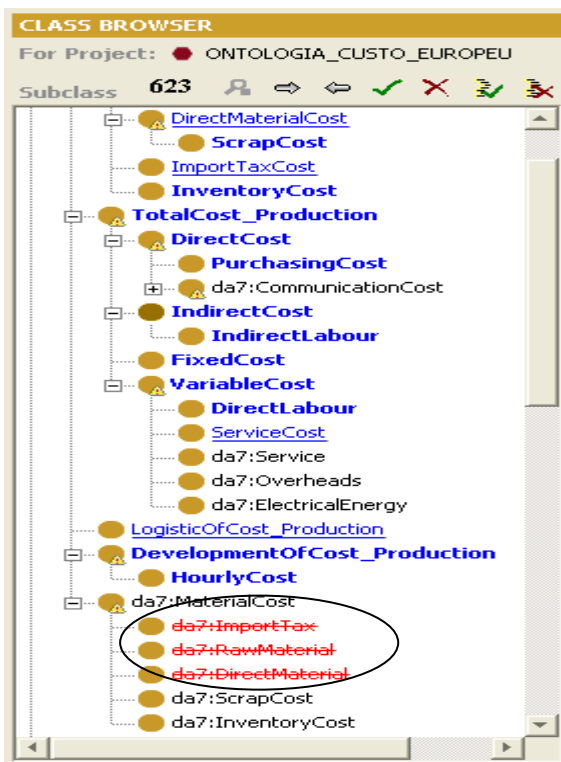 CLASS BROWSER
For Project: ONTOLOGIA_CUSTO_EUROPEU
Subclass 623
DirectMaterialCost
ScrapCost
ImportTaxCost
InventoryCost
TotalCost_Production
DirectCost
PurchasingCost
da7:CommunicationCost
IndirectCost
IndirectLabour
FixedCost
VariableCost
DirectLabour
ServiceCost
da7:Service
da7:Overheads
da7:ElectricalEnergy
LogisticOfCost_Production
DevelopmentOfCost_Production
HourlyCost
da7:MaterialCost
da7:ImportTax
da7:RawMaterial
da7:DirectMaterial
da7:ScrapCost
da7:InventoryCost